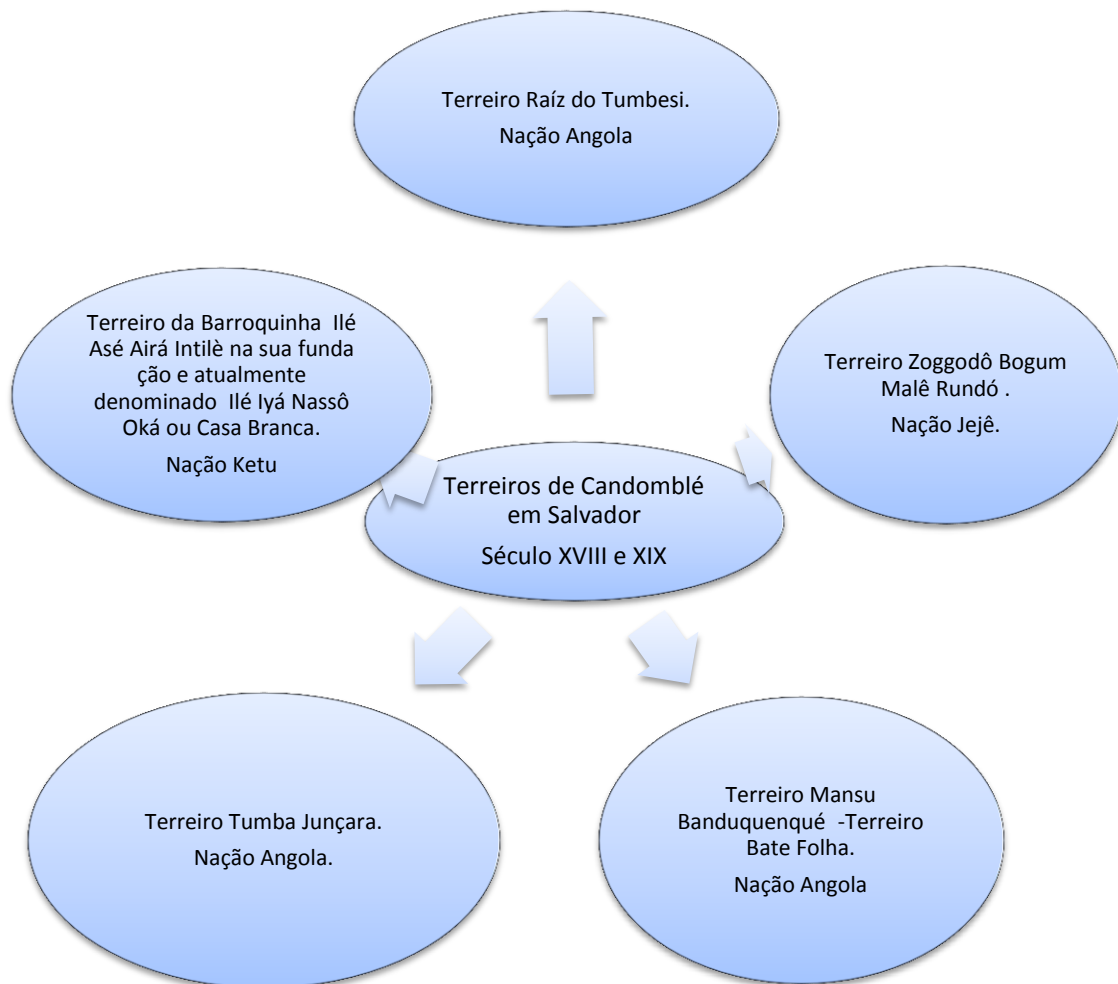 Terreiro Raíz do Tumbesi.
Nação Angola
Terreiro da Barroquinha Ilé
Asé Airá Intilè na sua funda
ção e atualmente
denominado Ilé Iyá Nassô
Oká ou Casa Branca.
Nação Ketu
Terreiro Zoggodô Bogum
Malê Rundó .
Nação Jejê.
Terreiros de Candomblé
em Salvador
Século XVIII e XIX
Terreiro Tumba Junçara.
Nação Angola.
Terreiro Mansu
Banduquenqué -Terreiro
Bate Folha.
Nação Angola